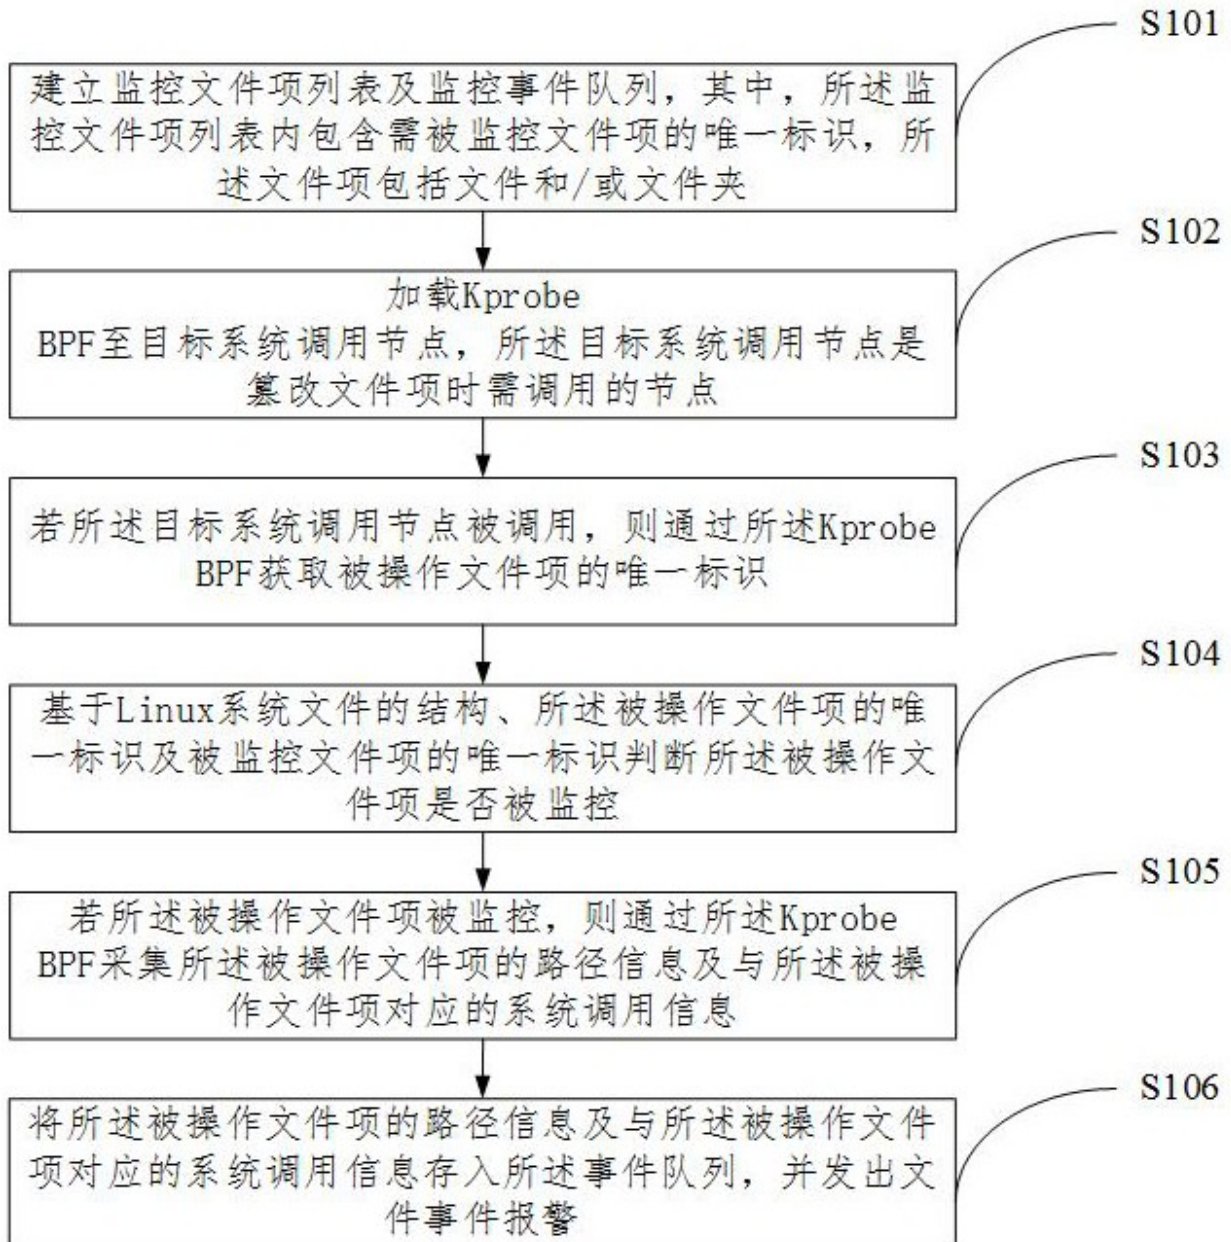 S101
建立监控文件项列表及监控事件队列，其中，所述监
控文件项列表内包含需被监控文件项的唯一标识，所
述文件项包括文件和/或文件夹
S102
加载Kprobe
BPF至目标系统调用节点，所述目标系统调用节点是
篡改文件项时需调用的节点
S103
若所述目标系统调用节点被调用，则通过所述Kprobe
BPF获取被操作文件项的唯一标识
S104
基于Linux系统文件的结构、所述被操作文件项的唯
一标识及被监控文件项的唯一标识判断所述被操作文
件项是否被监控
S105
若所述被操作文件项被监控，则通过所述Kprobe
BPF采集所述被操作文件项的路径信息及与所述被操
作文件项对应的系统调用信息
S106
将所述被操作文件项的路径信息及与所述被操作文件
项对应的系统调用信息存入所述事件队列，并发出文
件事件报警